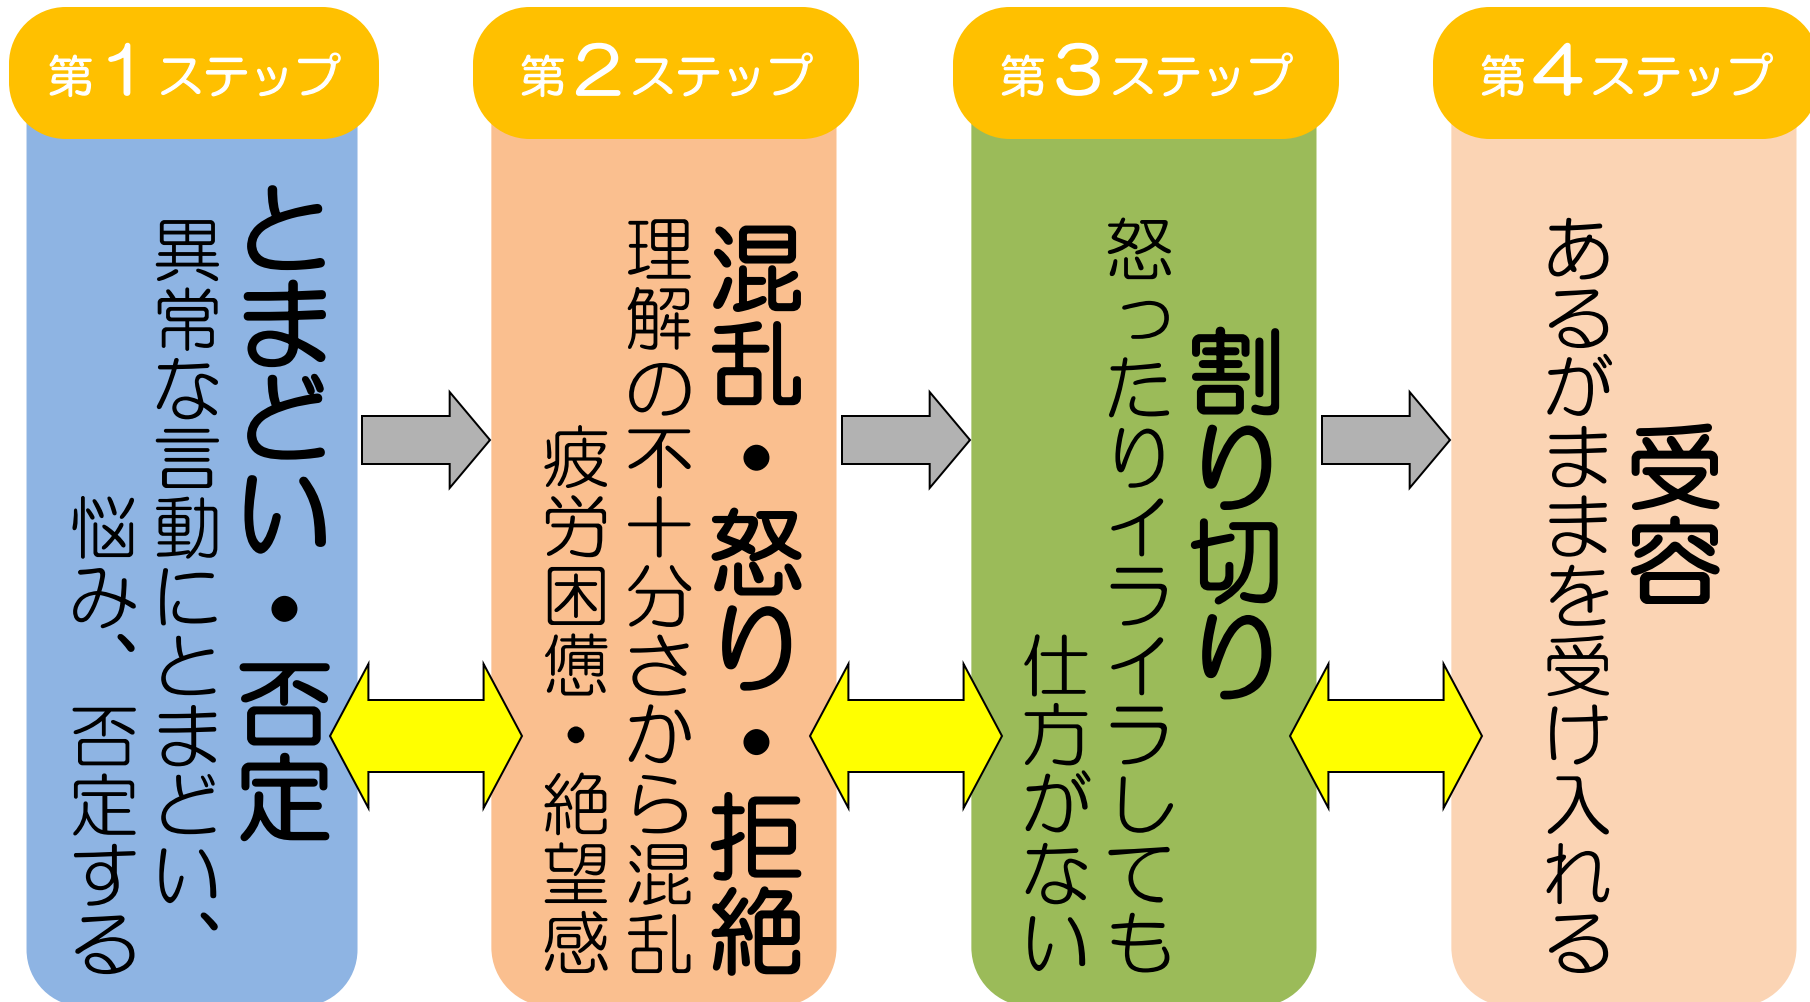 第1ステップ
とまどい・否定
異常な言動にとまどい、
悩み、否定する
第2ステップ
混乱・怒り・拒絶
理解の不十分さから混乱
疲労困憊・絶望感
第3ステップ
割り切り
怒ったりイライラしても
仕方がない
第4ステップ
受容
あるがままを受け入れる